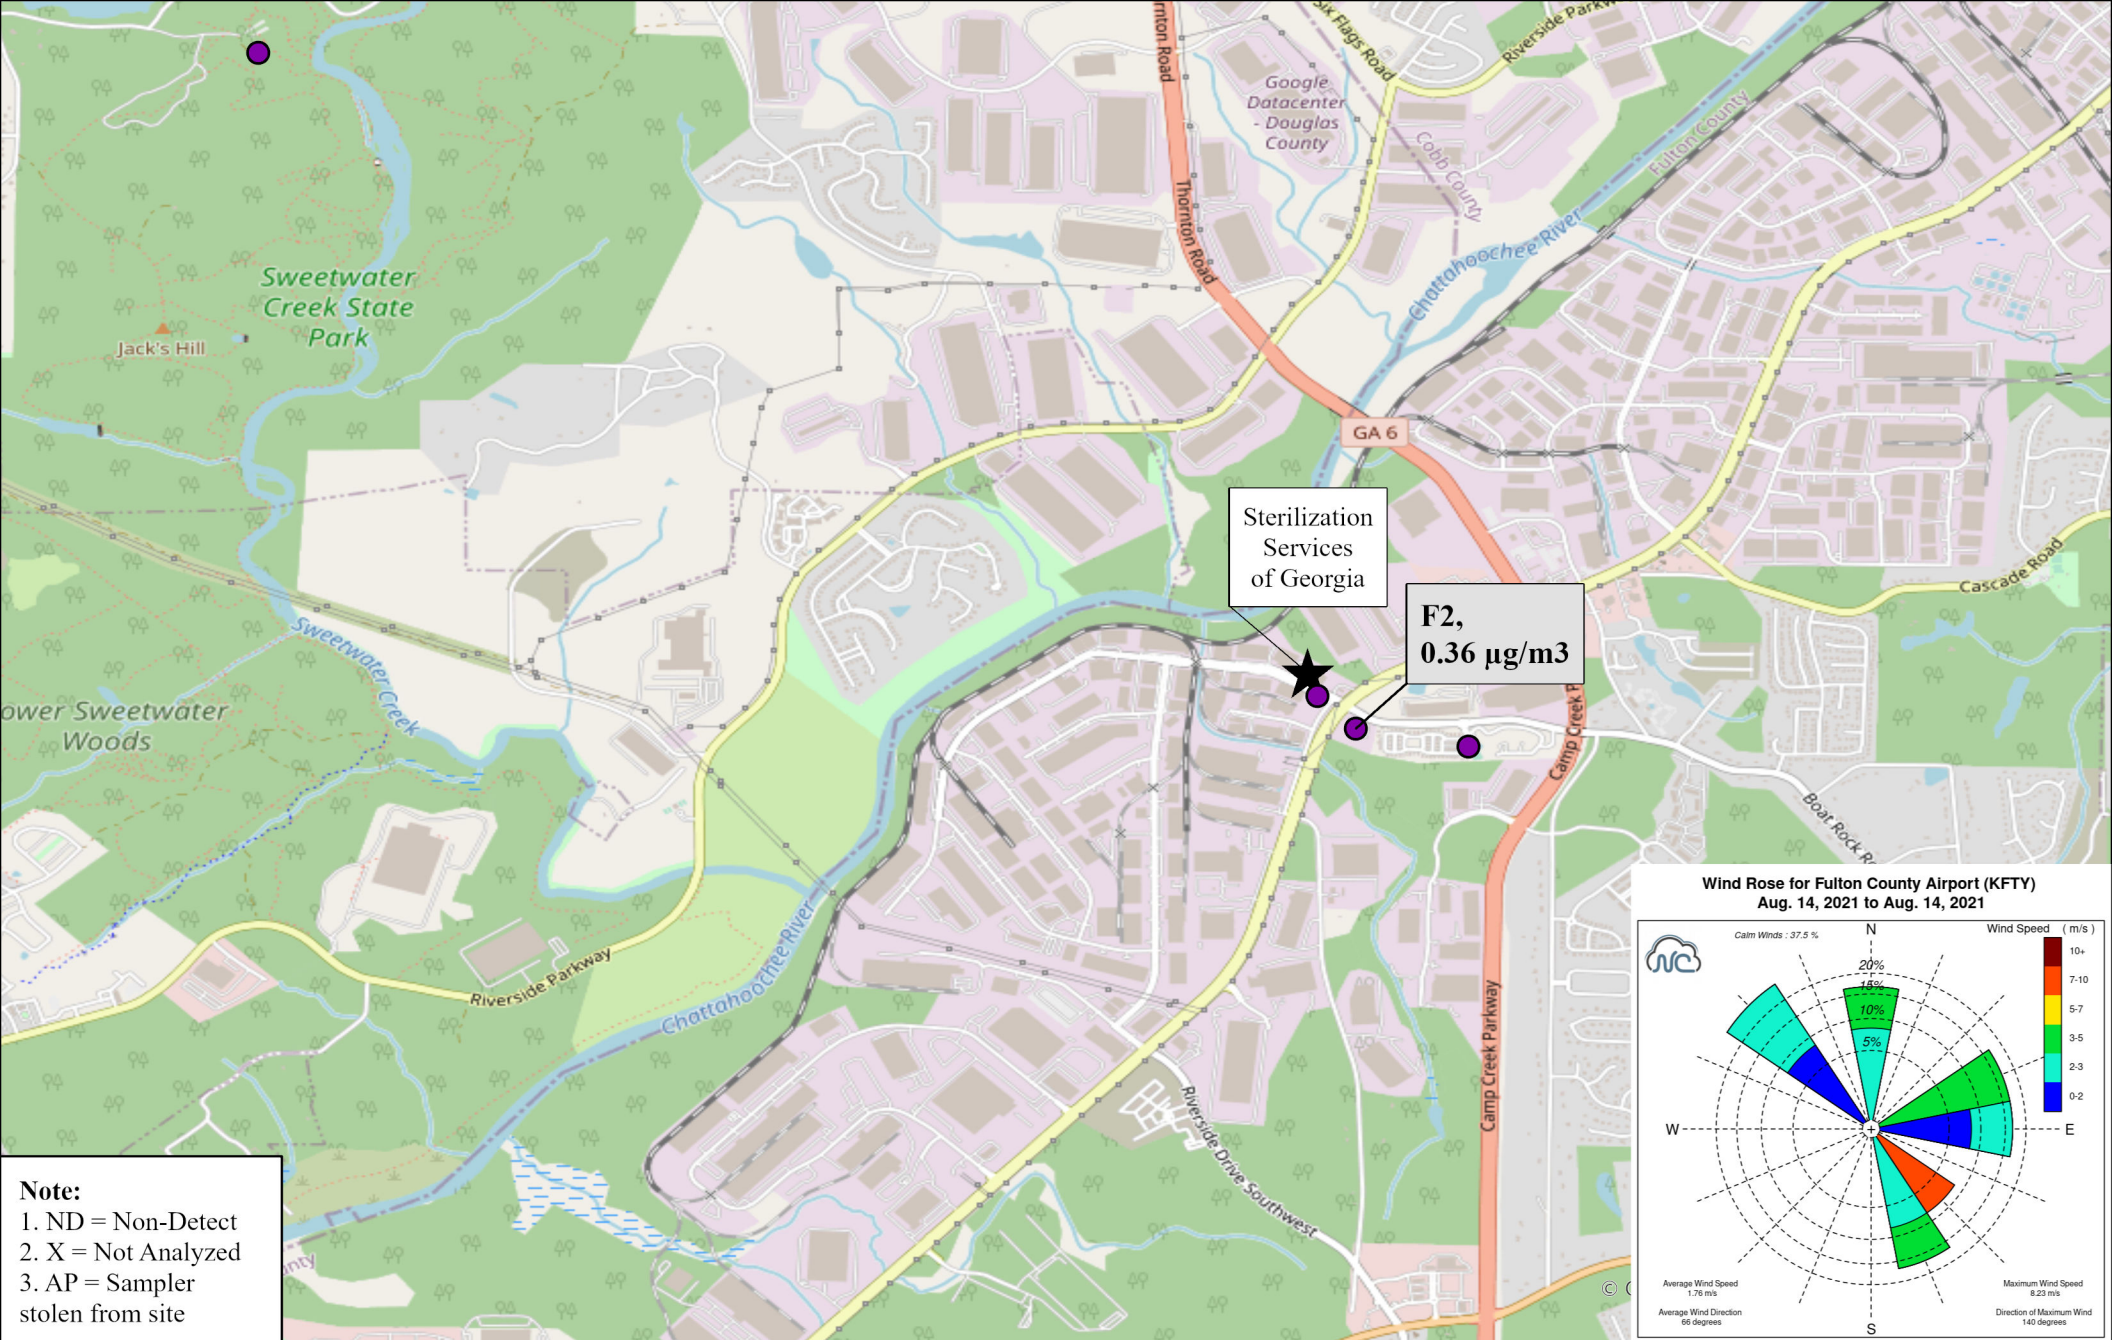 Thornton Road
Six Flags Road
Riverside Parkway
Google
Datacenter
- Douglas
County
Cobb County
Fulton County
Thornton Road
Chattahoochee River
Sweetwater
Creek State
Park
Jack's Hill
GA 6
Sterilization
Services
of Georgia
Cascade Road
F2,
0.36 µg/m3
Sweetwater Creek
ower Sweetwater
Woods
Camp Creek P
Boat Rock Ro
Riverside Parkway
Chattahoochee River
Camp Creek Parkway
Riverside Drive Southwest
unty
Note:
1. ND = Non-Detect
2. X = Not Analyzed
3. AP = Sampler
stolen from site
©
Wind Rose for Fulton County Airport (KFTY)
Aug. 14, 2021 to Aug. 14, 2021
Calm Winds : 37.5 %
N
Wind Speed ( m/s )
NC
10+
7-10
5-7
3-5
2-3
0-2
20%
15%
10%
5%
W
E
S
Average Wind Speed
1.76 m/s
Average Wind Direction
66 degrees
Maximum Wind Speed
8.23 m/s
Direction of Maximum Wind
140 degrees